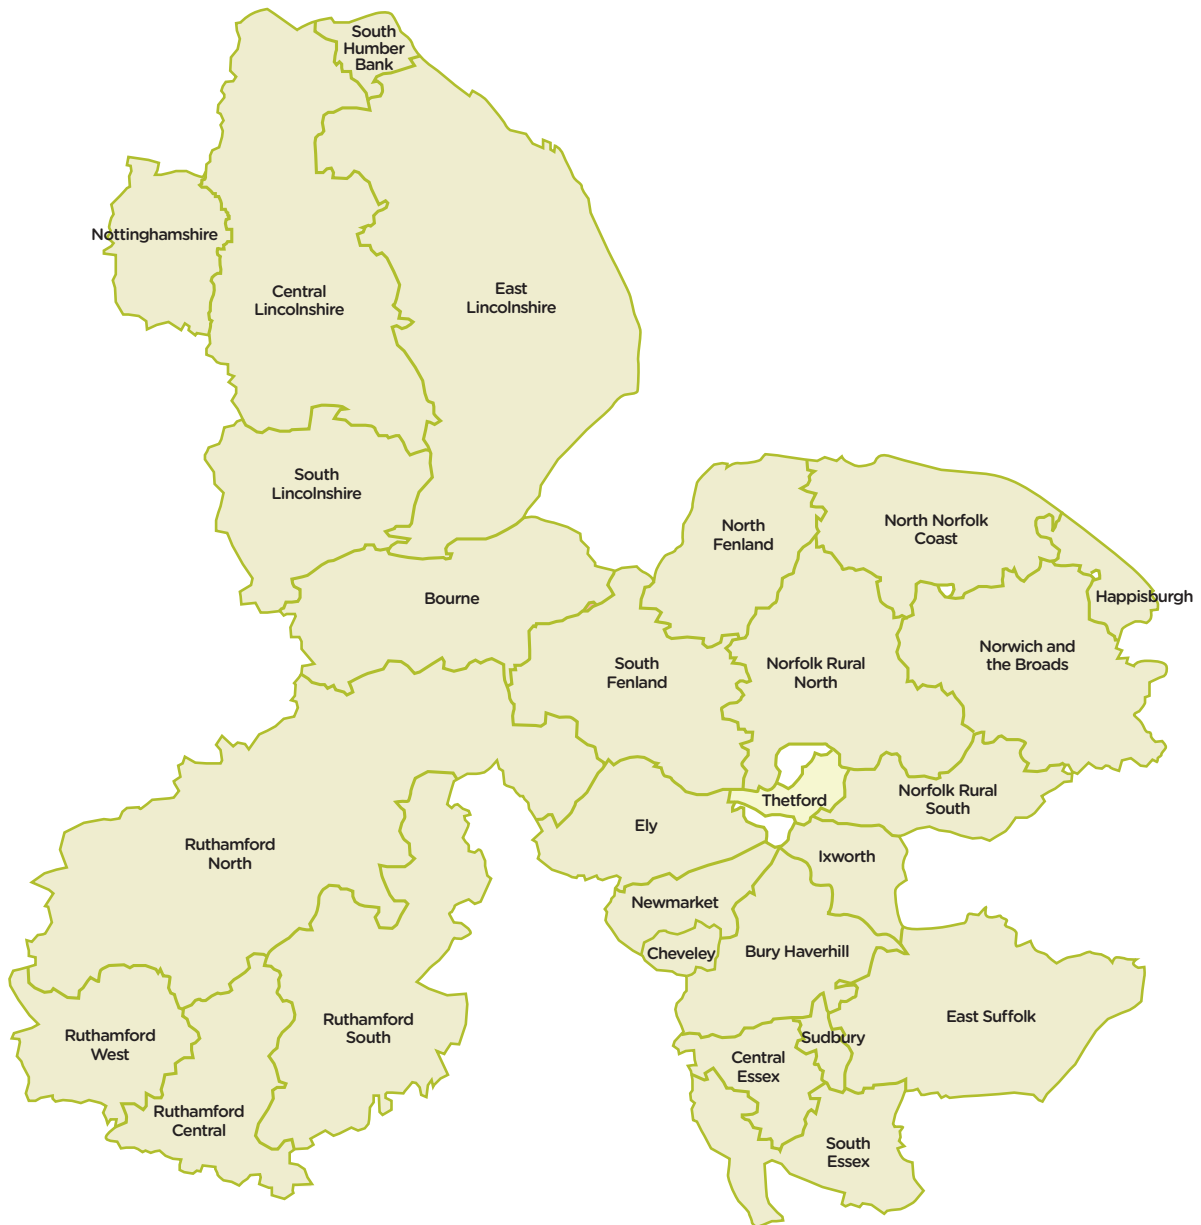 South
Humber
Bank
Nottinghamshire
Central
Lincolnshire
East
Lincolnshire
South
Lincolnshire
North
Fenland
North Norfolk
Coast
Happisburgh
Bourne
South
Fenland
Norfolk Rural
North
Norwich and
the Broads
Thetford
Norfolk Rural
South
Ely
Ixworth
Ruthamford
North
Newmarket
Cheveley
Bury Haverhill
East Suffolk
Ruthamford
South
Ruthamford
West
Sudbury
Central
Essex
Ruthamford
Central
South
Essex